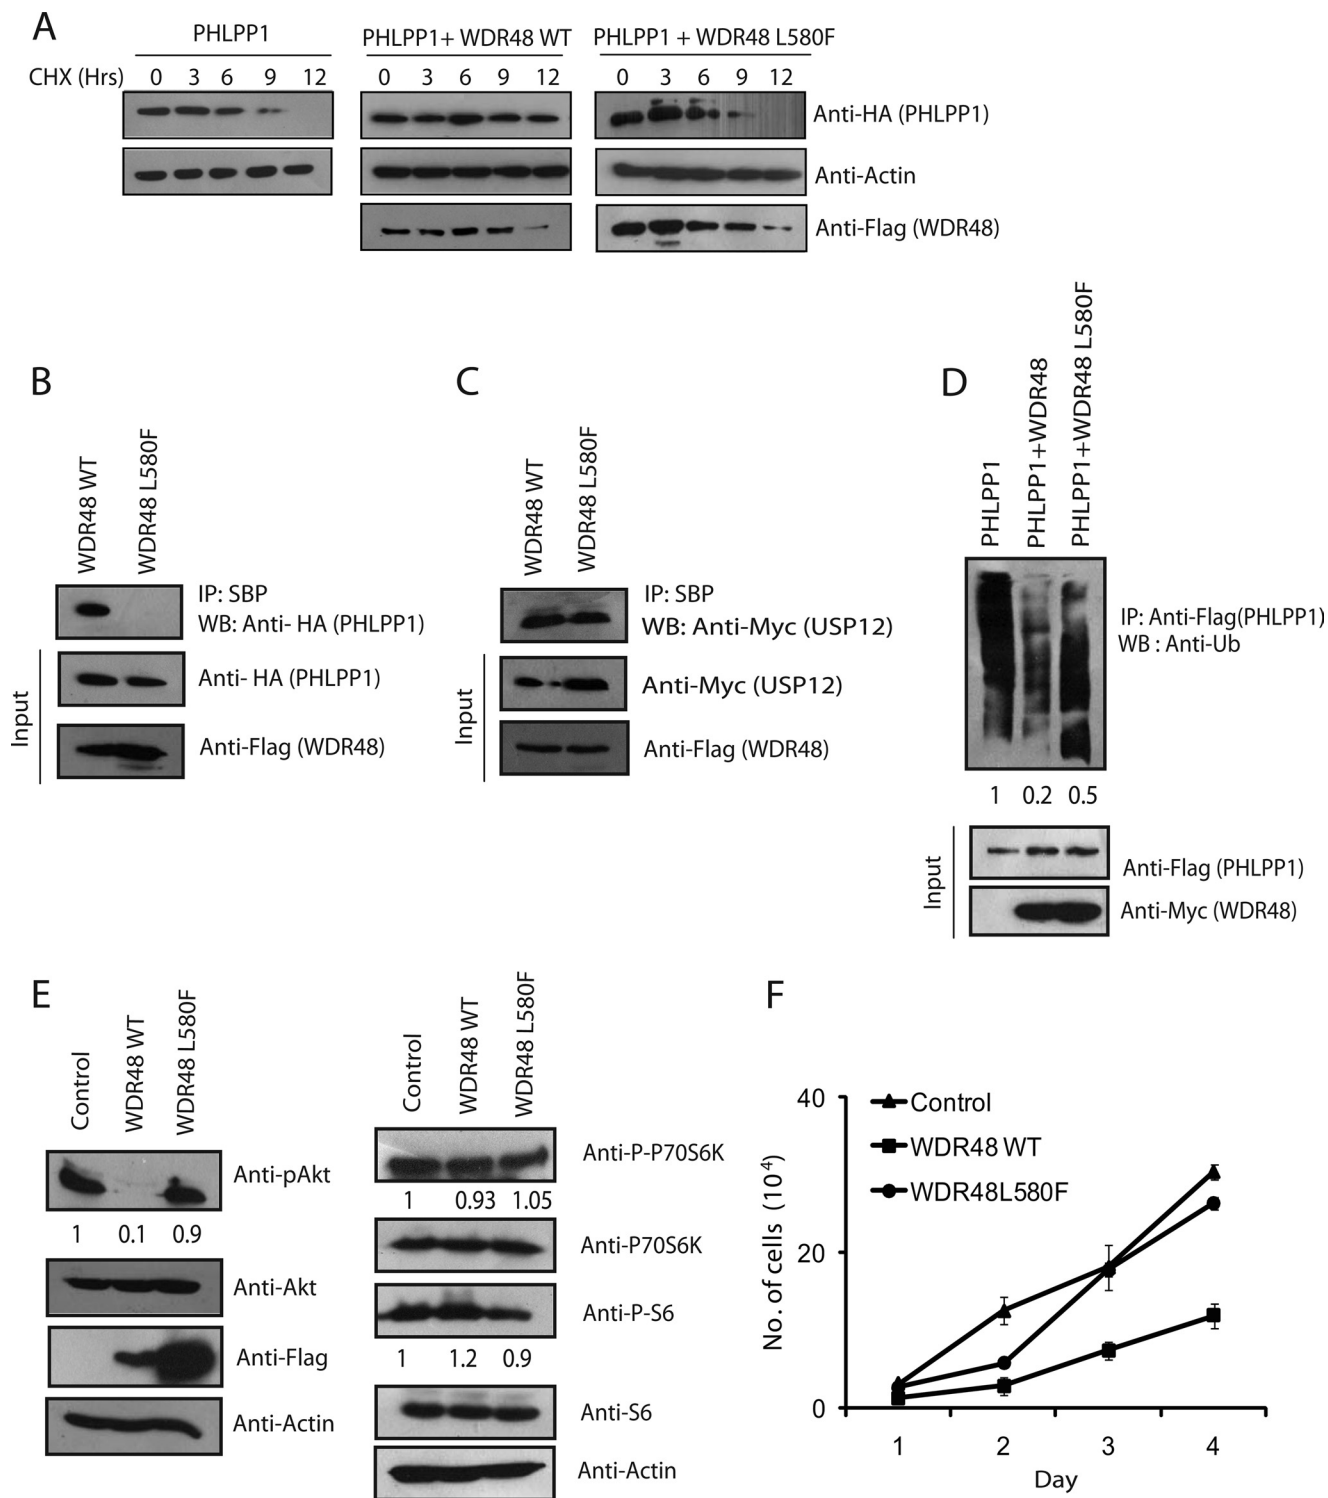 A
PHLPP1
PHLPP1+ WDR48 WT
PHLPP1 + WDR48 L580F
CHX (Hrs) 0 3 6 9 12 0 3 6 9 12 0 3 6 9 12
Anti-HA (PHLPP1)
Anti-Actin
Anti-Flag (WDR48)
B
WDR48 WT
WDR48 L580F
IP: SBP
WB: Anti- HA (PHLPP1)
Input
Anti- HA (PHLPP1)
Anti-Flag (WDR48)
C
WDR48 WT
WDR48 L580F
IP: SBP
WB: Anti-Myc (USP12)
Input
Anti-Myc (USP12)
Anti-Flag (WDR48)
D
PHLPP1
PHLPP1+WDR48
PHLPP1+WDR48 L580F
IP: Anti-Flag(PHLPP1)
WB : Anti-Ub
1 0.2 0.5
Input
Anti-Flag (PHLPP1)
Anti-Myc (WDR48)
E
Control
WDR48 WT
WDR48 L580F
Anti-pAkt
1 0.1 0.9
Anti-Akt
Anti-Flag
Anti-Actin
Control
WDR48 WT
WDR48 L580F
Anti-P-P70S6K
1 0.93 1.05
Anti-P70S6K
Anti-P-S6
1 1.2 0.9
Anti-S6
Anti-Actin
F
No. of cells (10⁴)
40
20
0
Control
WDR48 WT
WDR48L580F
1 2 3 4
Day